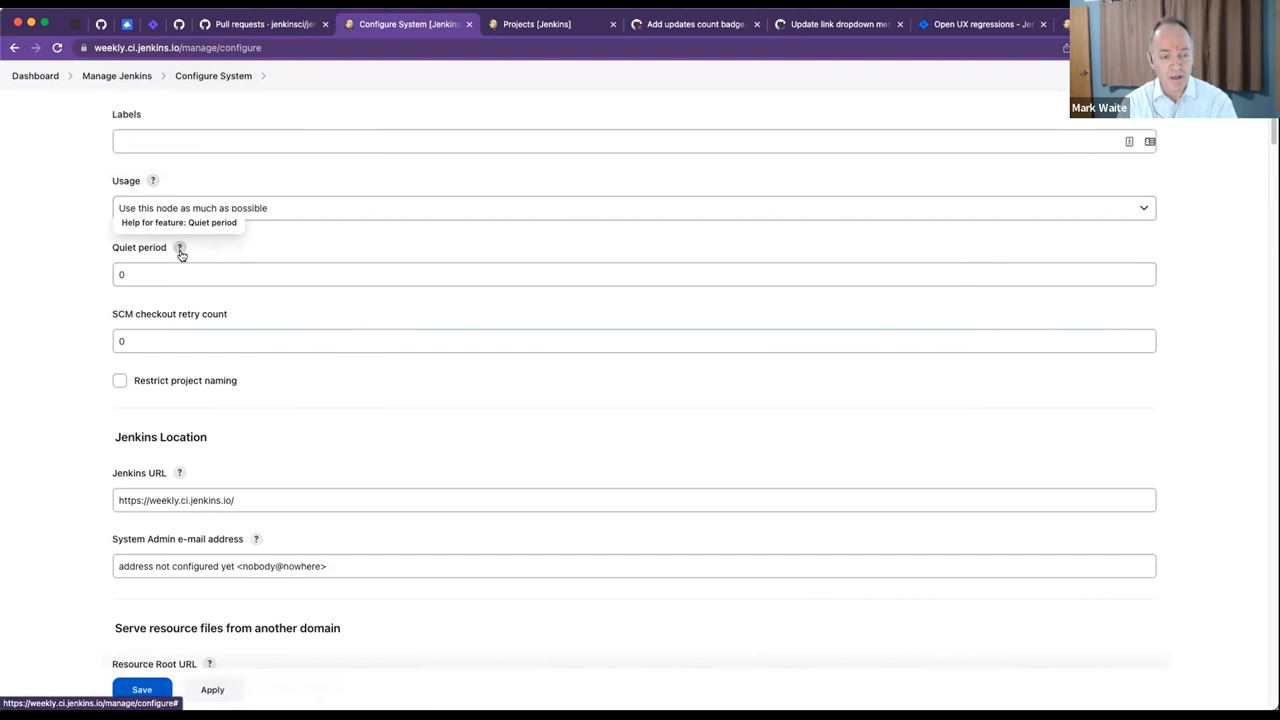 Pull requests · jenkinsci/je
Configure System [Jenkins
Projects [Jenkins]
Add updates count badge
Update link dropdown me
Open UX regressions - Je
weekly.ci.jenkins.io/manage/configure
Dashboard
Manage Jenkins
Configure System
Mark Waite
Labels
Usage ?
Use this node as much as possible
Help for feature: Quiet period
Quiet period ?
0
SCM checkout retry count
0
Restrict project naming
Jenkins Location
Jenkins URL ?
https://weekly.ci.jenkins.io/
System Admin e-mail address ?
address not configured yet <nobody@nowhere>
Serve resource files from another domain
Resource Root URL ?
Save
Apply
https://weekly.ci.jenkins.io/manage/configure#